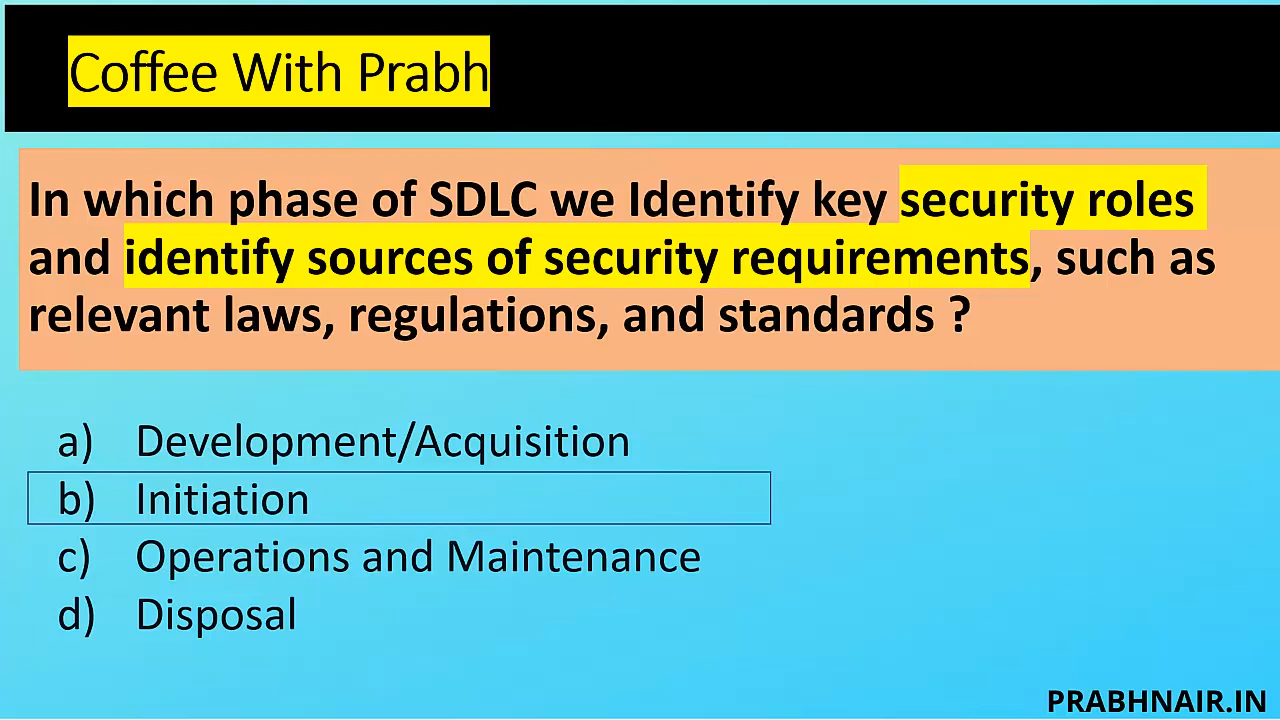 Coffee With Prabh
In which phase of SDLC we Identify key security roles
and identify sources of security requirements, such as
relevant laws, regulations, and standards ?
a) Development/Acquisition
b) Initiation
c) Operations and Maintenance
d) Disposal
PRABHNAIR.IN